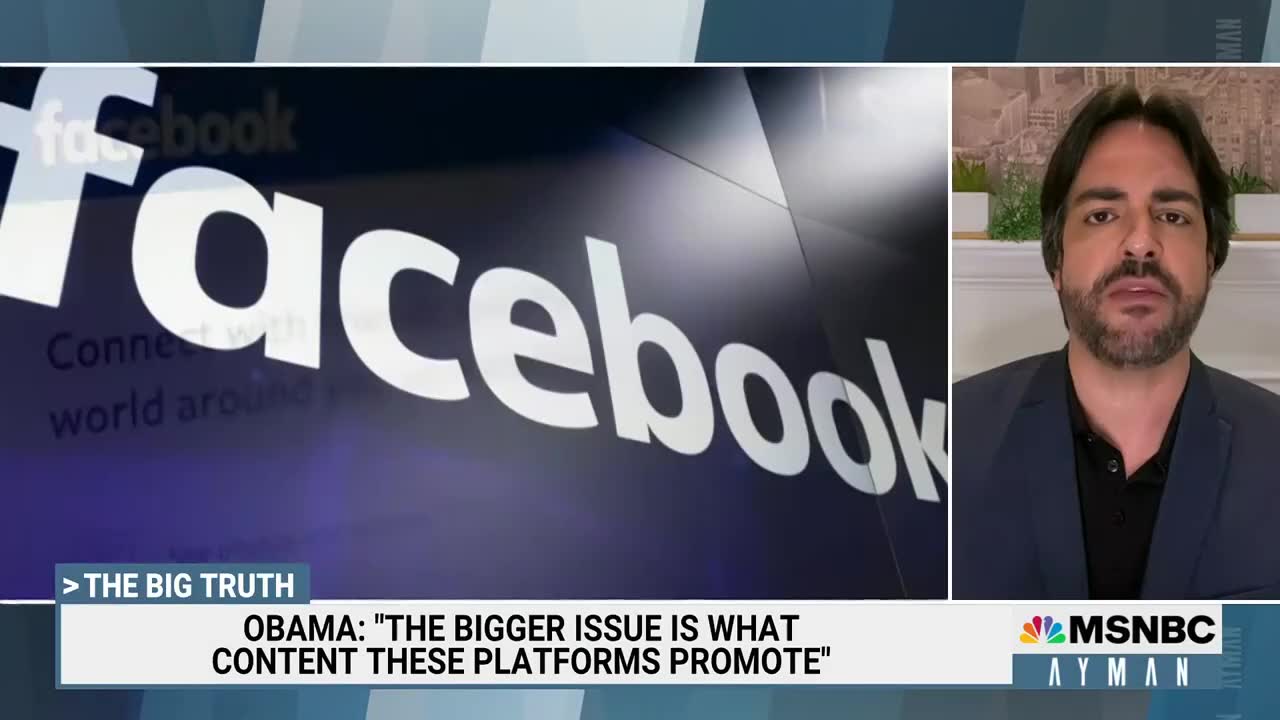 facebook
facebook
Connect with
world around
> THE BIG TRUTH
OBAMA: "THE BIGGER ISSUE IS WHAT
CONTENT THESE PLATFORMS PROMOTE"
MSNBC
AYMAN